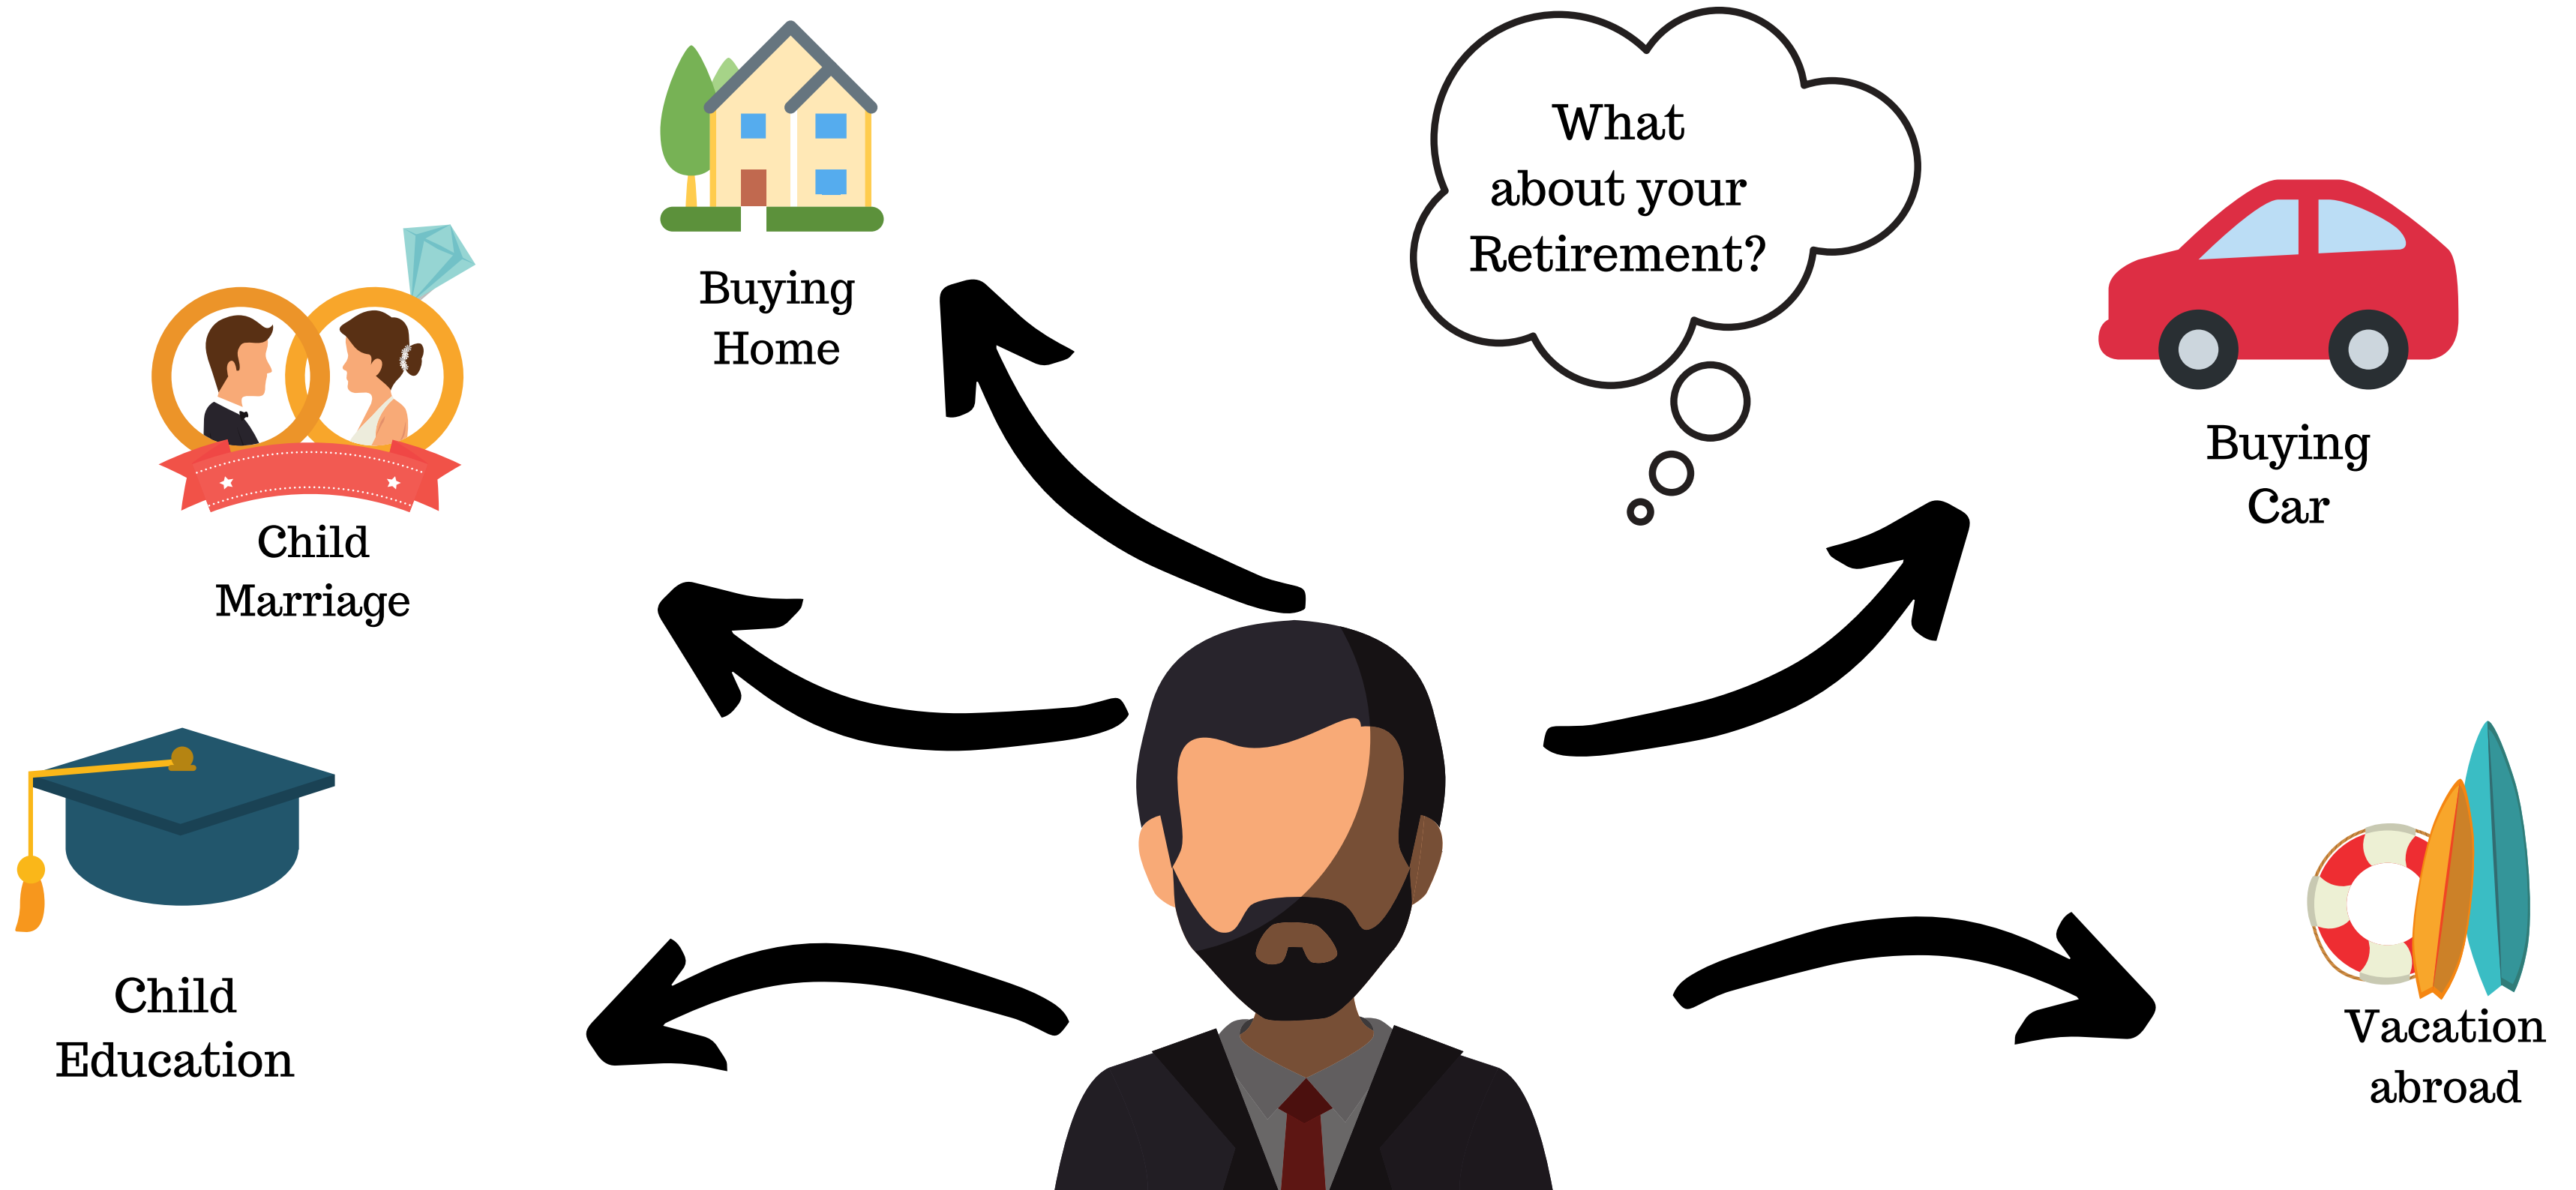 What
about your
Retirement?
Buying
Home
Buying
Car
Child
Marriage
Child
Education
Vacation
abroad